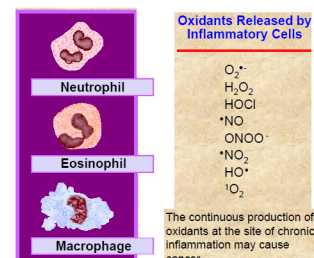 Neutrophil
Eosinophil
Macrophage
Oxidants Released by
Inflammatory Cells
O₂•-
H₂O₂
HOCl
•NO
ONOO-
•NO₂
HO•
¹O₂
The continuous production of
oxidants at the site of chronic
inflammation may cause